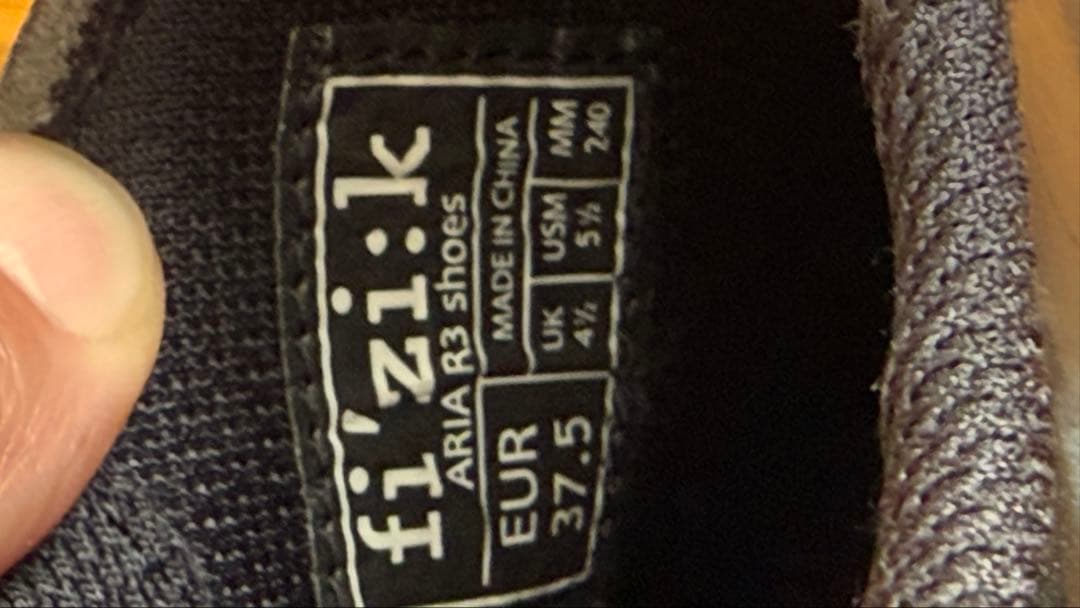 fi'zi:k
ARIA R3 shoes
EUR
37.5
MADE IN CHINA
UK USM MM
4½ 5½ 240